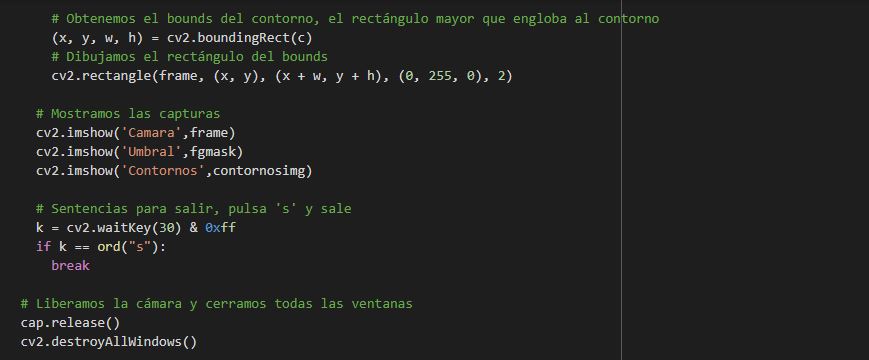 # Obtenemos el bounds del contorno, el rectángulo mayor que engloba al contorno
(x, y, w, h) = cv2.boundingRect(c)
# Dibujamos el rectángulo del bounds
cv2.rectangle(frame, (x, y), (x + w, y + h), (0, 255, 0), 2)
# Mostramos las capturas
cv2.imshow('Camara',frame)
cv2.imshow('Umbral',fgmask)
cv2.imshow('Contornos',contornosimg)
# Sentencias para salir, pulsa 's' y sale
k = cv2.waitKey(30) & 0xff
if k == ord("s"):
break
# Liberamos la cámara y cerramos todas las ventanas
cap.release()
cv2.destroyAllWindows()